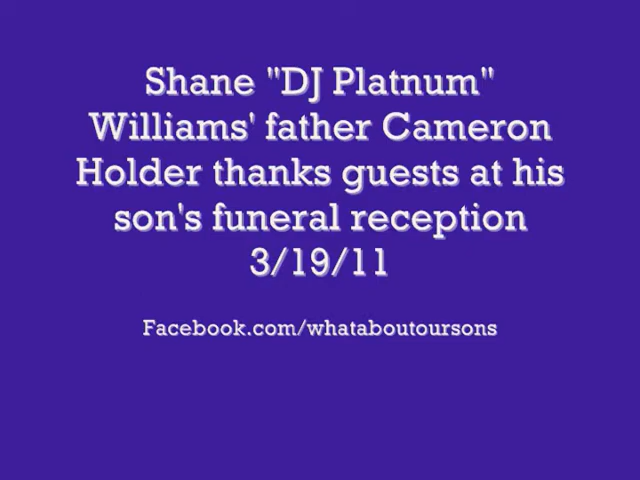 Shane "DJ Platnum"
Williams' father Cameron
Holder thanks guests at his
son's funeral reception
3/19/11
Facebook.com/whataboutoursons